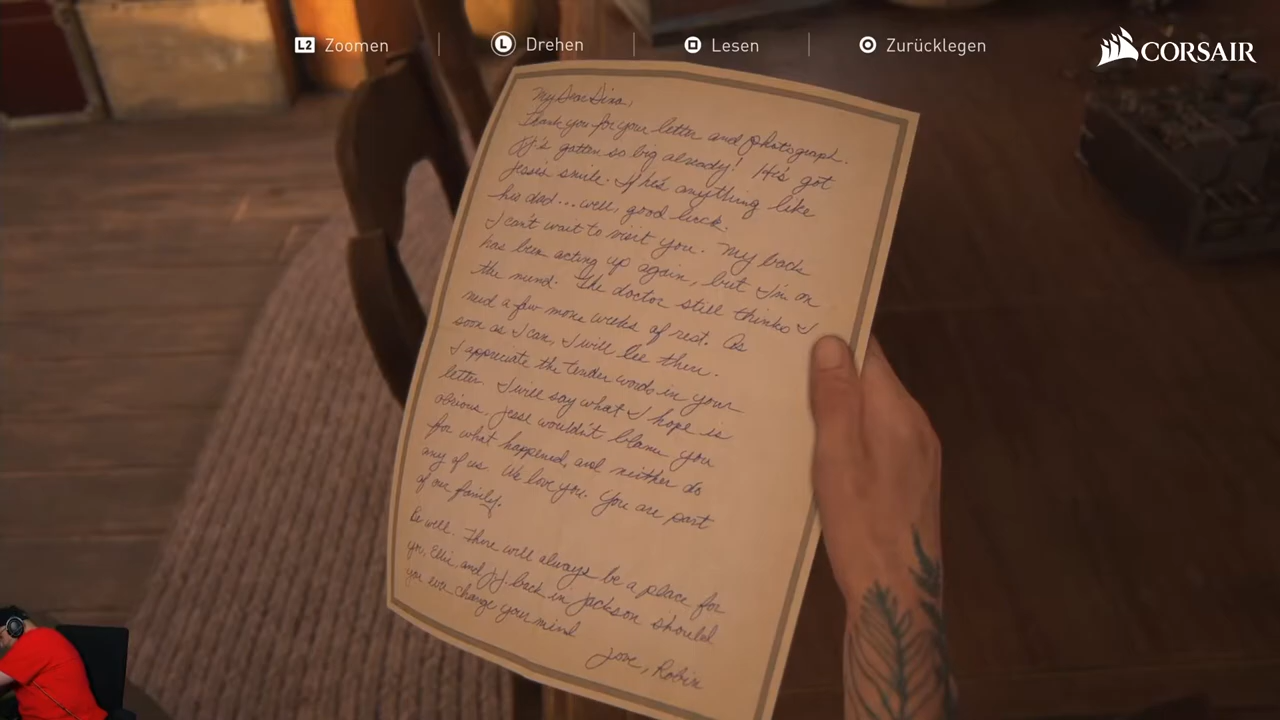 L2 Zoomen
L Drehen
Lesen
Zurücklegen
CORSAIR
My Dear Dina,
Thank you for your letter and photograph.
JJ's gotten so big already! He's got
Jesse's smile. If he's anything like
his dad... well, good luck.
I can't wait to visit you. My back
has been acting up again, but I'm on
the mend. The doctor still thinks I
need a few more weeks of rest. As
soon as I can, I will be there.
I appreciate the tender words in your
letter. I will say what I hope is
obvious. Jesse wouldn't blame you
for what happened, and neither do
any of us. We love you. You are part
of our family.
Be well. There will always be a place for
you, Ellie, and JJ. back in Jackson should
you ever change your mind
Love, Robin